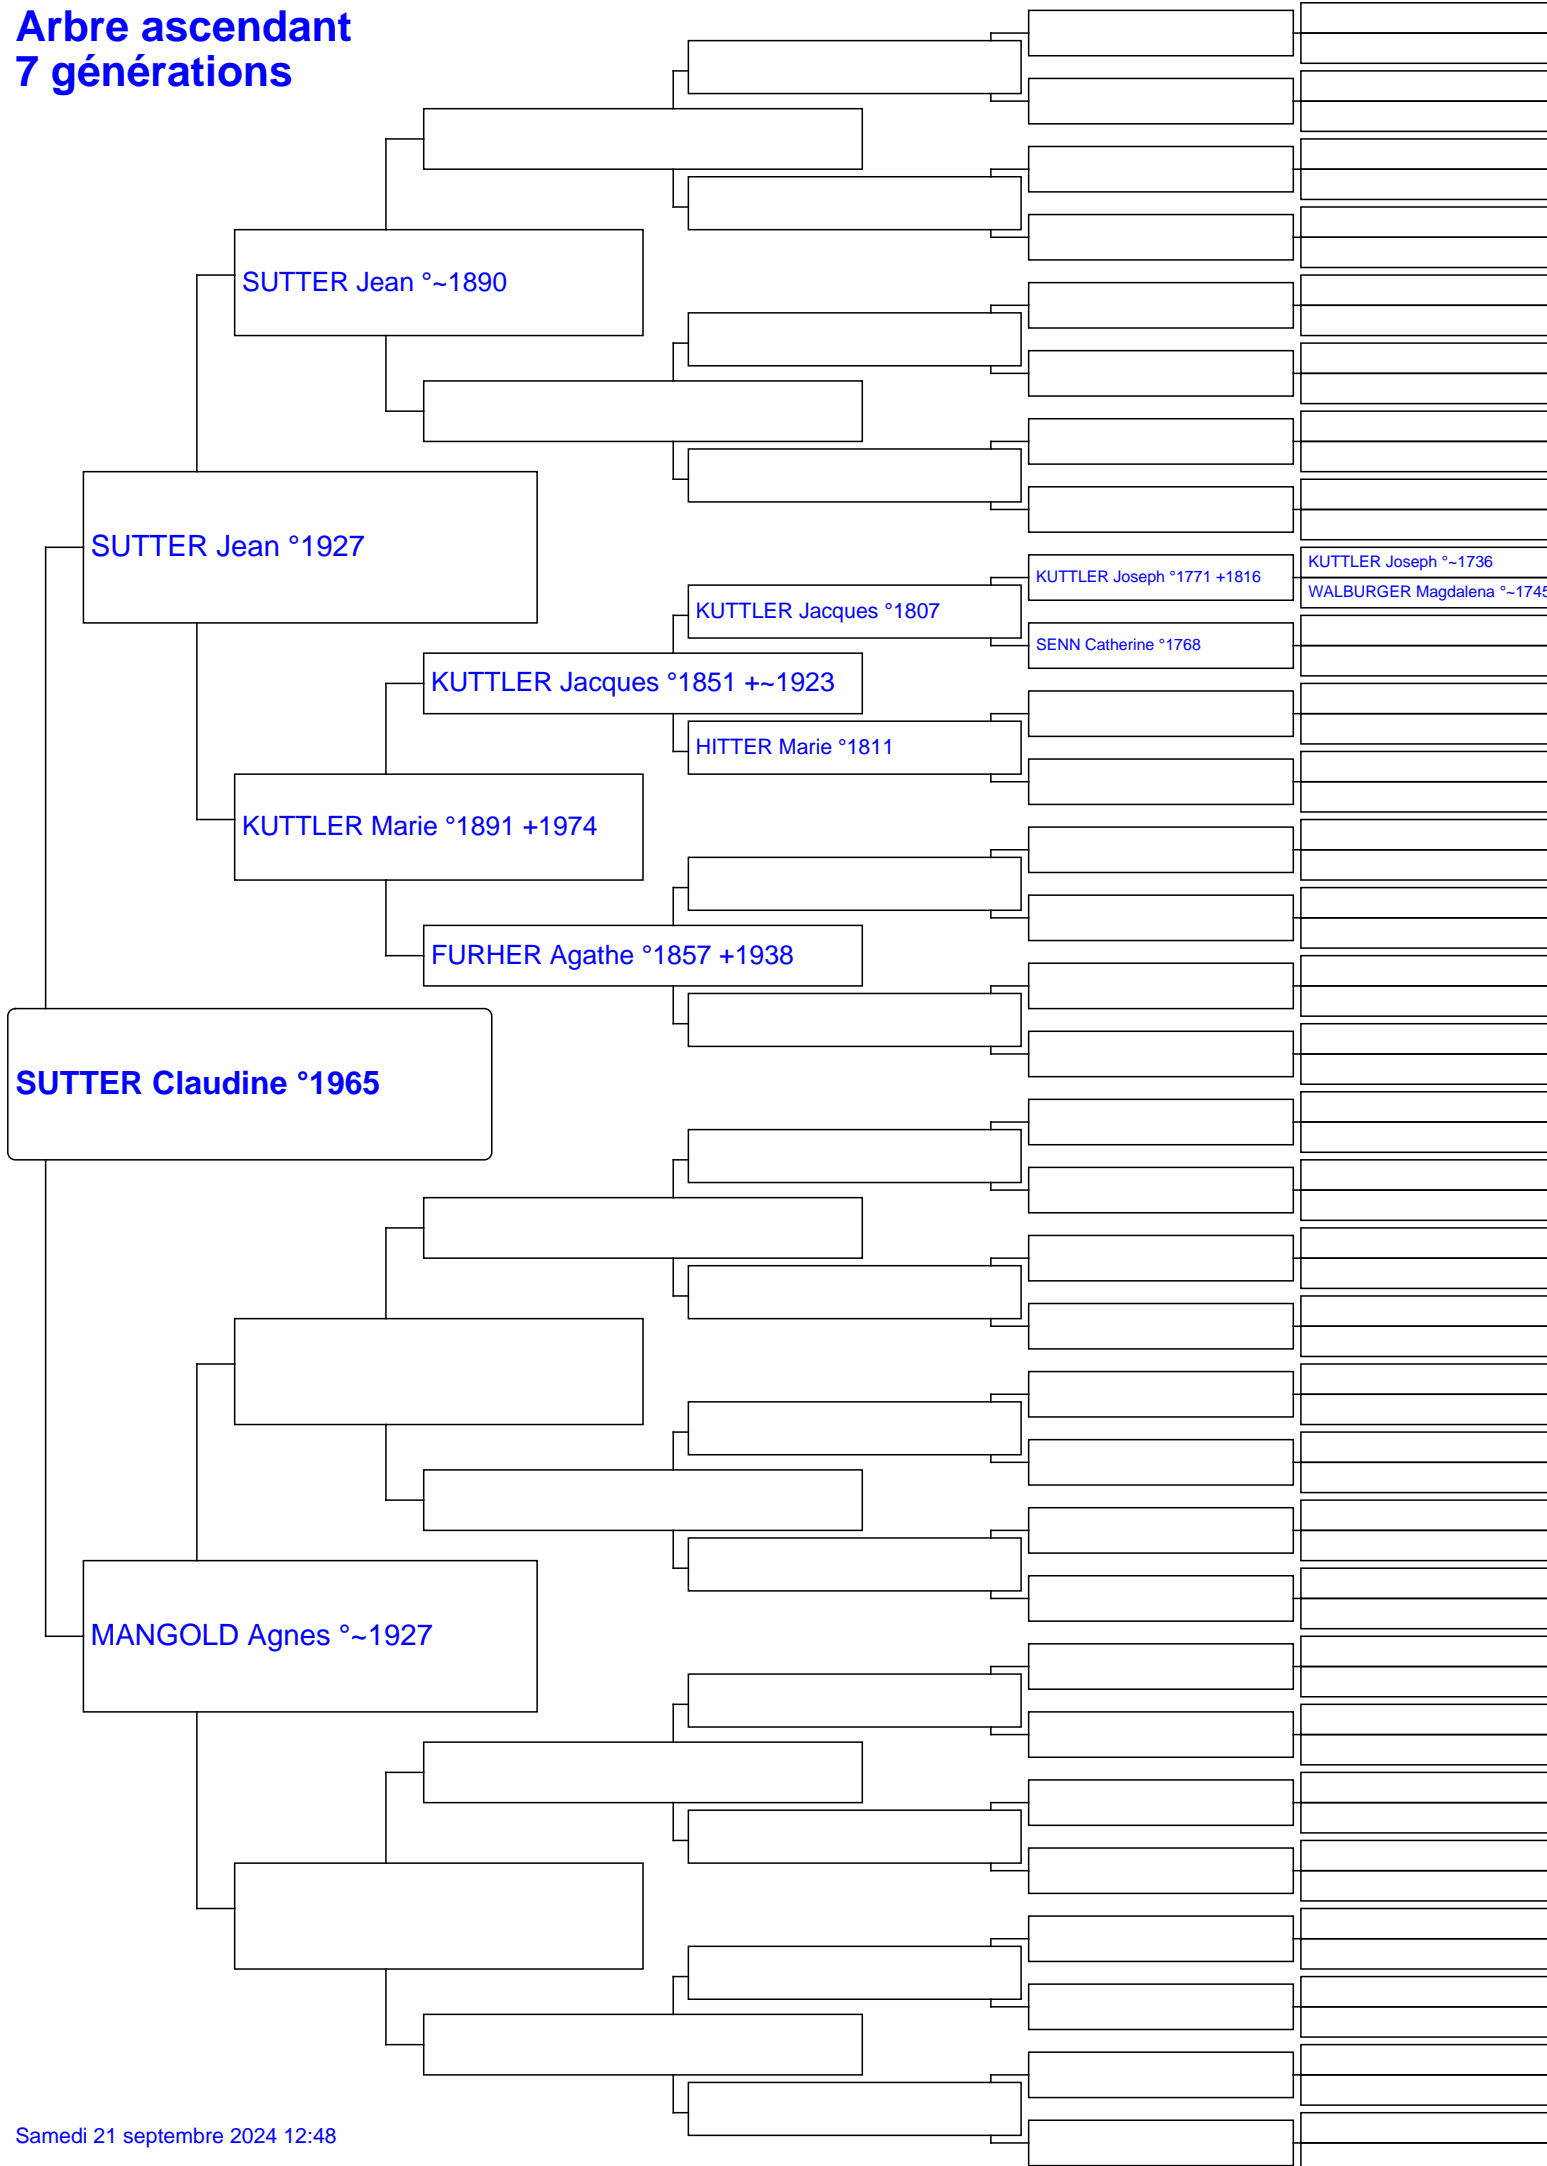 Arbre ascendant
7 générations
SUTTER Jean °~1890
SUTTER Jean °1927
KUTTLER Joseph °1771 +1816
KUTTLER Joseph °~1736
WALBURGER Magdalena °~1745
KUTTLER Jacques °1807
SENN Catherine °1768
KUTTLER Jacques °1851 +~1923
HITTER Marie °1811
KUTTLER Marie °1891 +1974
FURHER Agathe °1857 +1938
SUTTER Claudine °1965
MANGOLD Agnes °~1927
Samedi 21 septembre 2024 12:48